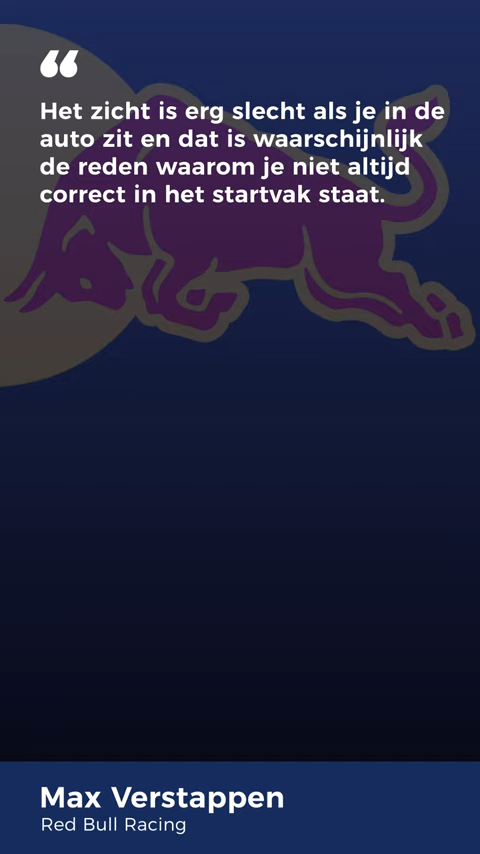 “
Het zicht is erg slecht als je in de
auto zit en dat is waarschijnlijk
de reden waarom je niet altijd
correct in het startvak staat.
Max Verstappen
Red Bull Racing